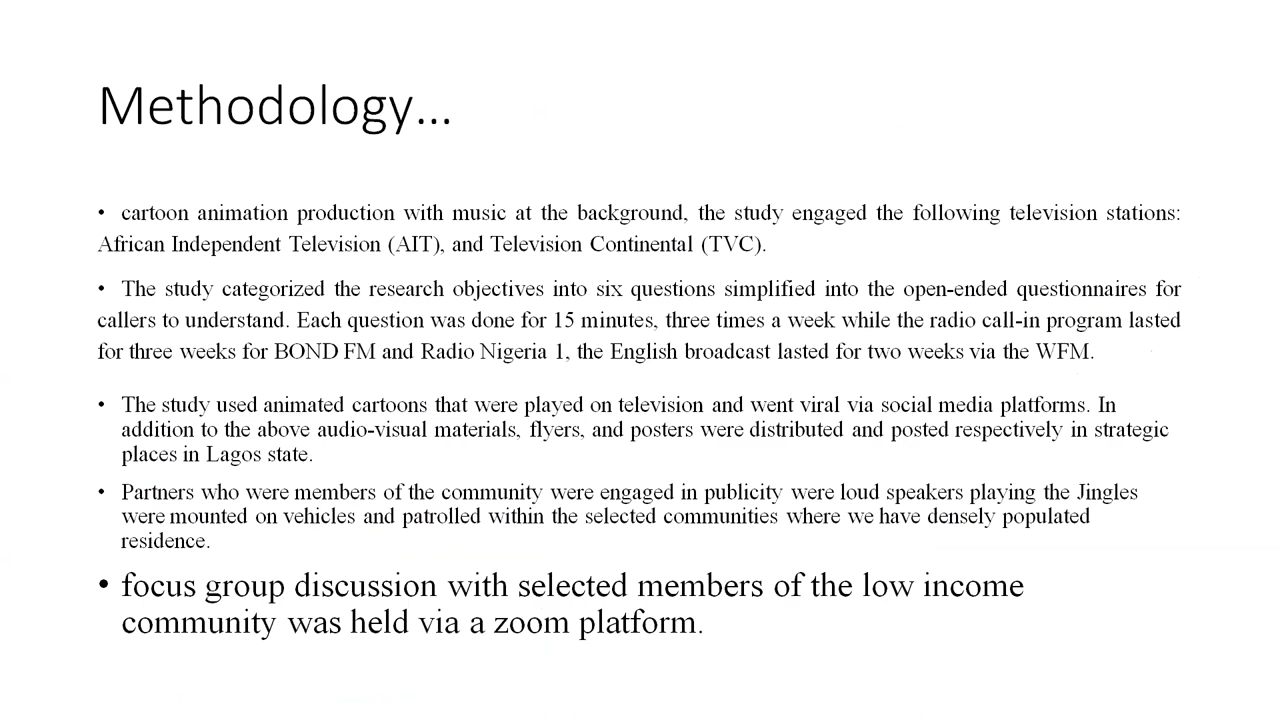 Methodology...
• cartoon animation production with music at the background, the study engaged the following television stations:
African Independent Television (AIT), and Television Continental (TVC).
• The study categorized the research objectives into six questions simplified into the open-ended questionnaires for
callers to understand. Each question was done for 15 minutes, three times a week while the radio call-in program lasted
for three weeks for BOND FM and Radio Nigeria 1, the English broadcast lasted for two weeks via the WFM.
• The study used animated cartoons that were played on television and went viral via social media platforms. In
addition to the above audio-visual materials, flyers, and posters were distributed and posted respectively in strategic
places in Lagos state.
• Partners who were members of the community were engaged in publicity were loud speakers playing the Jingles
were mounted on vehicles and patrolled within the selected communities where we have densely populated
residence.
• focus group discussion with selected members of the low income
community was held via a zoom platform.